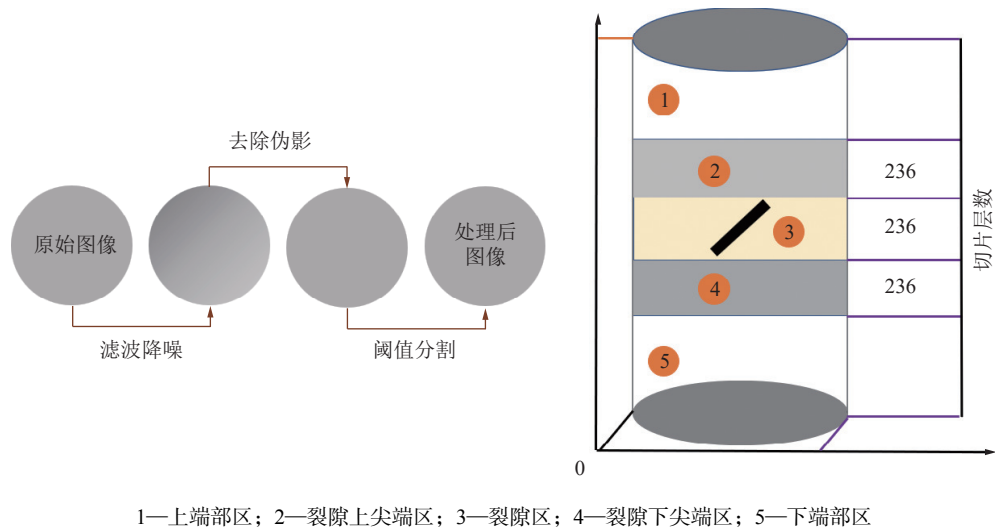 去除伪影
原始图像
处理后
图像
滤波降噪
阈值分割
1
2
236
3
236
4
236
5
切片层数
0
1—上端部区；2—裂隙上尖端区；3—裂隙区；4—裂隙下尖端区；5—下端部区